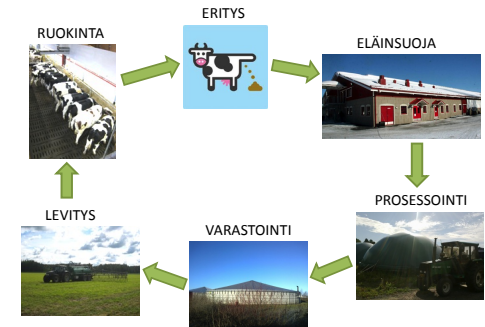 ERITYS
RUOKINTA
ELÄINSUOJA
PROSESSOINTI
VARASTOINTI
LEVITYS